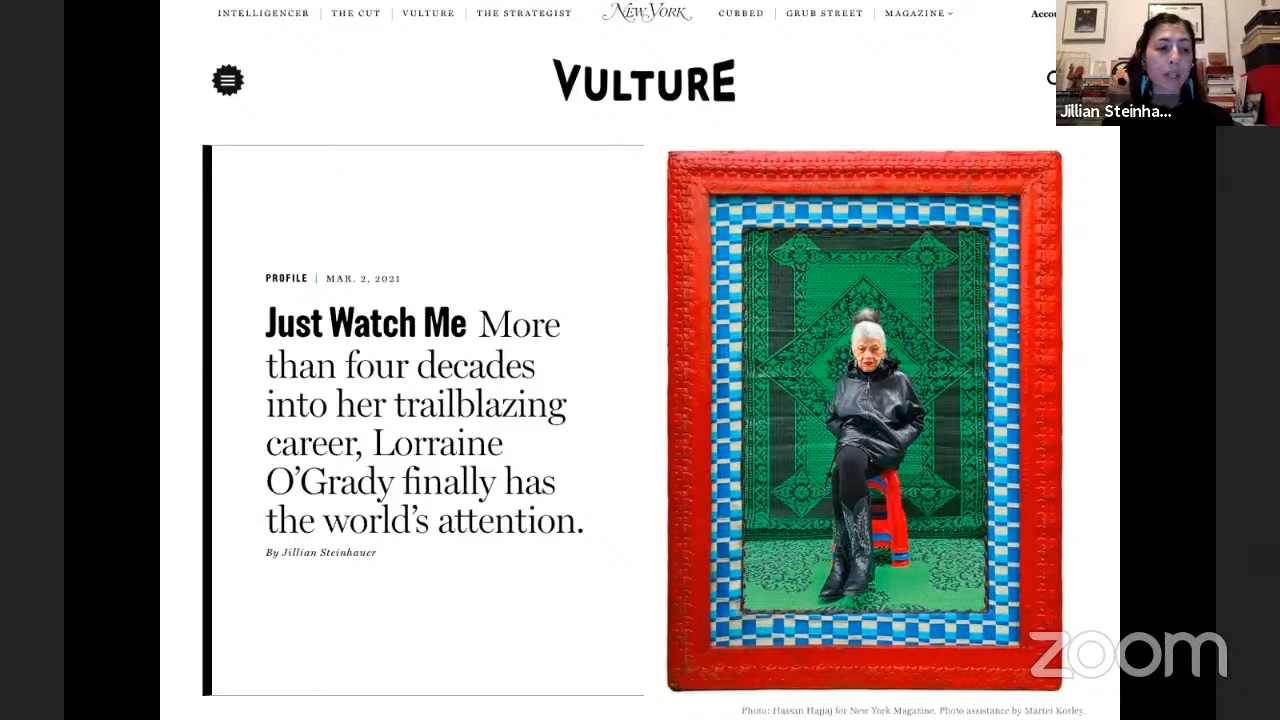 INTELLIGENCER THE CUT VULTURE THE STRATEGIST NEW YORK CURBED GRUB STREET MAGAZINE
VULTURE
Jillian Steinha...
PROFILE | MAR. 2, 2021
Just Watch Me More
than four decades
into her trailblazing
career, Lorraine
O'Grady finally has
the world's attention.
By Jillian Steinhauer
zoom
Photo: Hassan Hajjaj for New York Magazine. Photo assistance by Martei Korley.